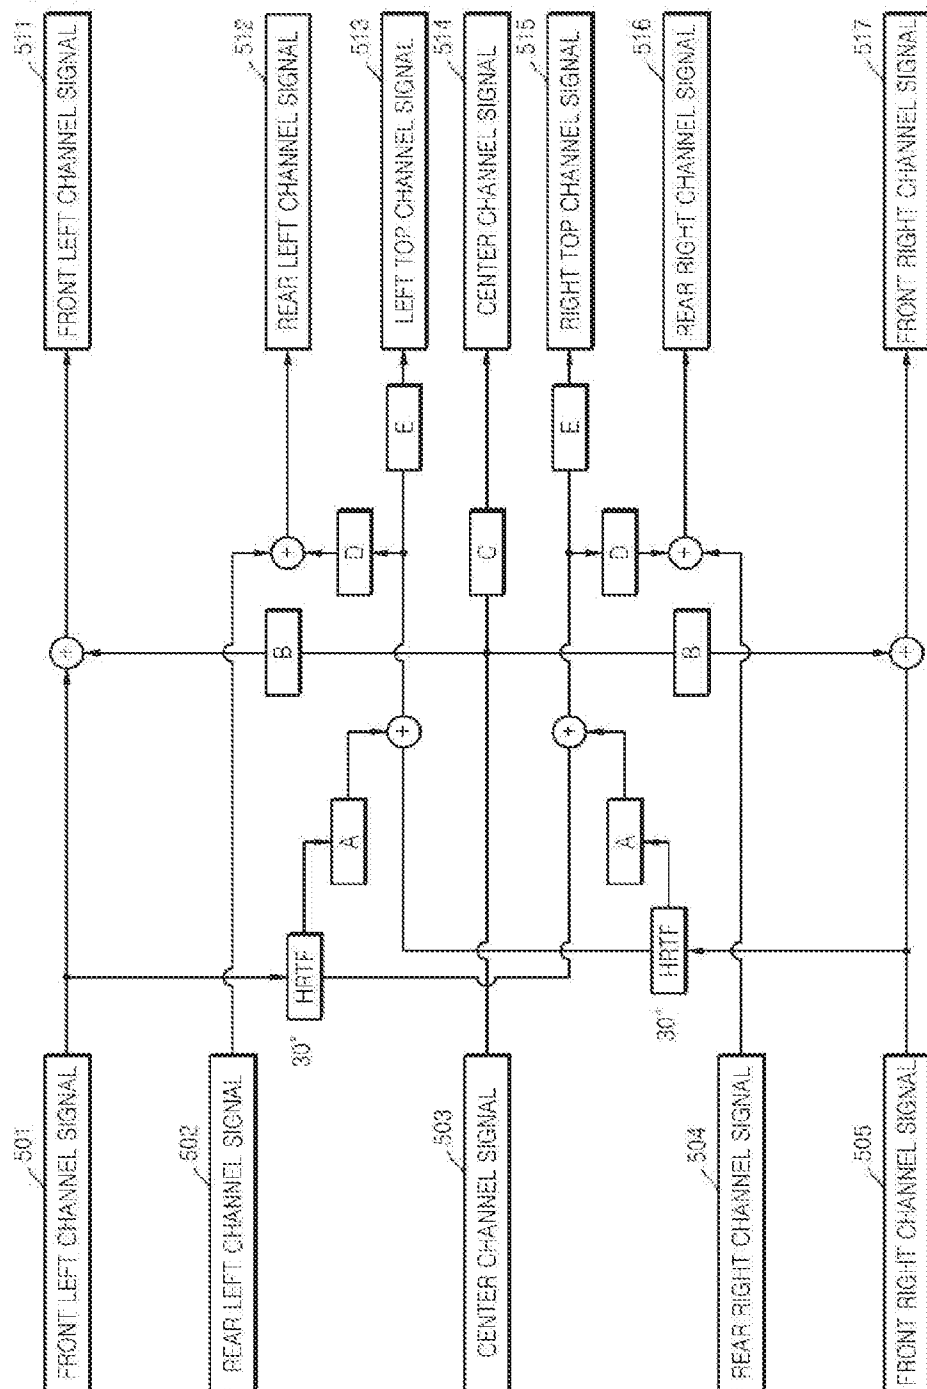 501
FRONT LEFT CHANNEL SIGNAL
502
REAR LEFT CHANNEL SIGNAL
503
CENTER CHANNEL SIGNAL
504
REAR RIGHT CHANNEL SIGNAL
505
FRONT RIGHT CHANNEL SIGNAL
30°
HRTF
30°
HRTF
A
A
+
+
B
B
+
+
D
D
+
+
C
E
E
511
FRONT LEFT CHANNEL SIGNAL
512
REAR LEFT CHANNEL SIGNAL
513
LEFT TOP CHANNEL SIGNAL
514
CENTER CHANNEL SIGNAL
515
RIGHT TOP CHANNEL SIGNAL
516
REAR RIGHT CHANNEL SIGNAL
517
FRONT RIGHT CHANNEL SIGNAL